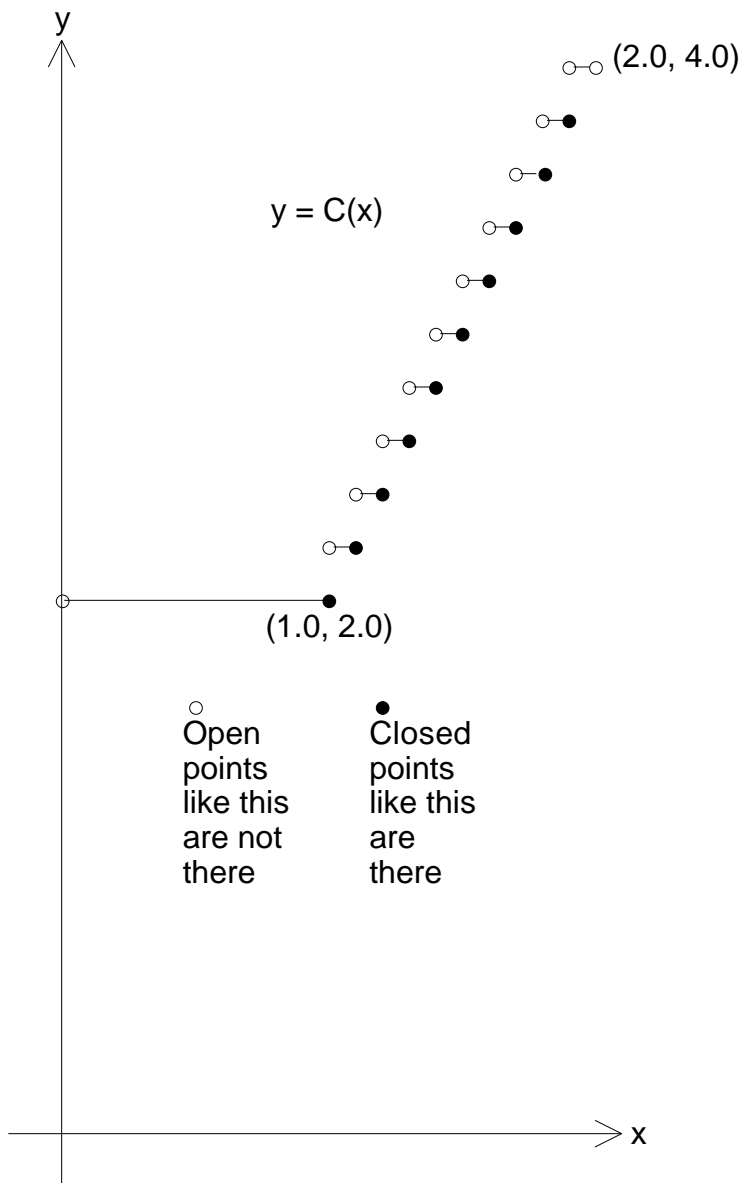 y
(2.0, 4.0)
y = C(x)
(1.0, 2.0)
Open
points
like this
are not
there
Closed
points
like this
are
there
x